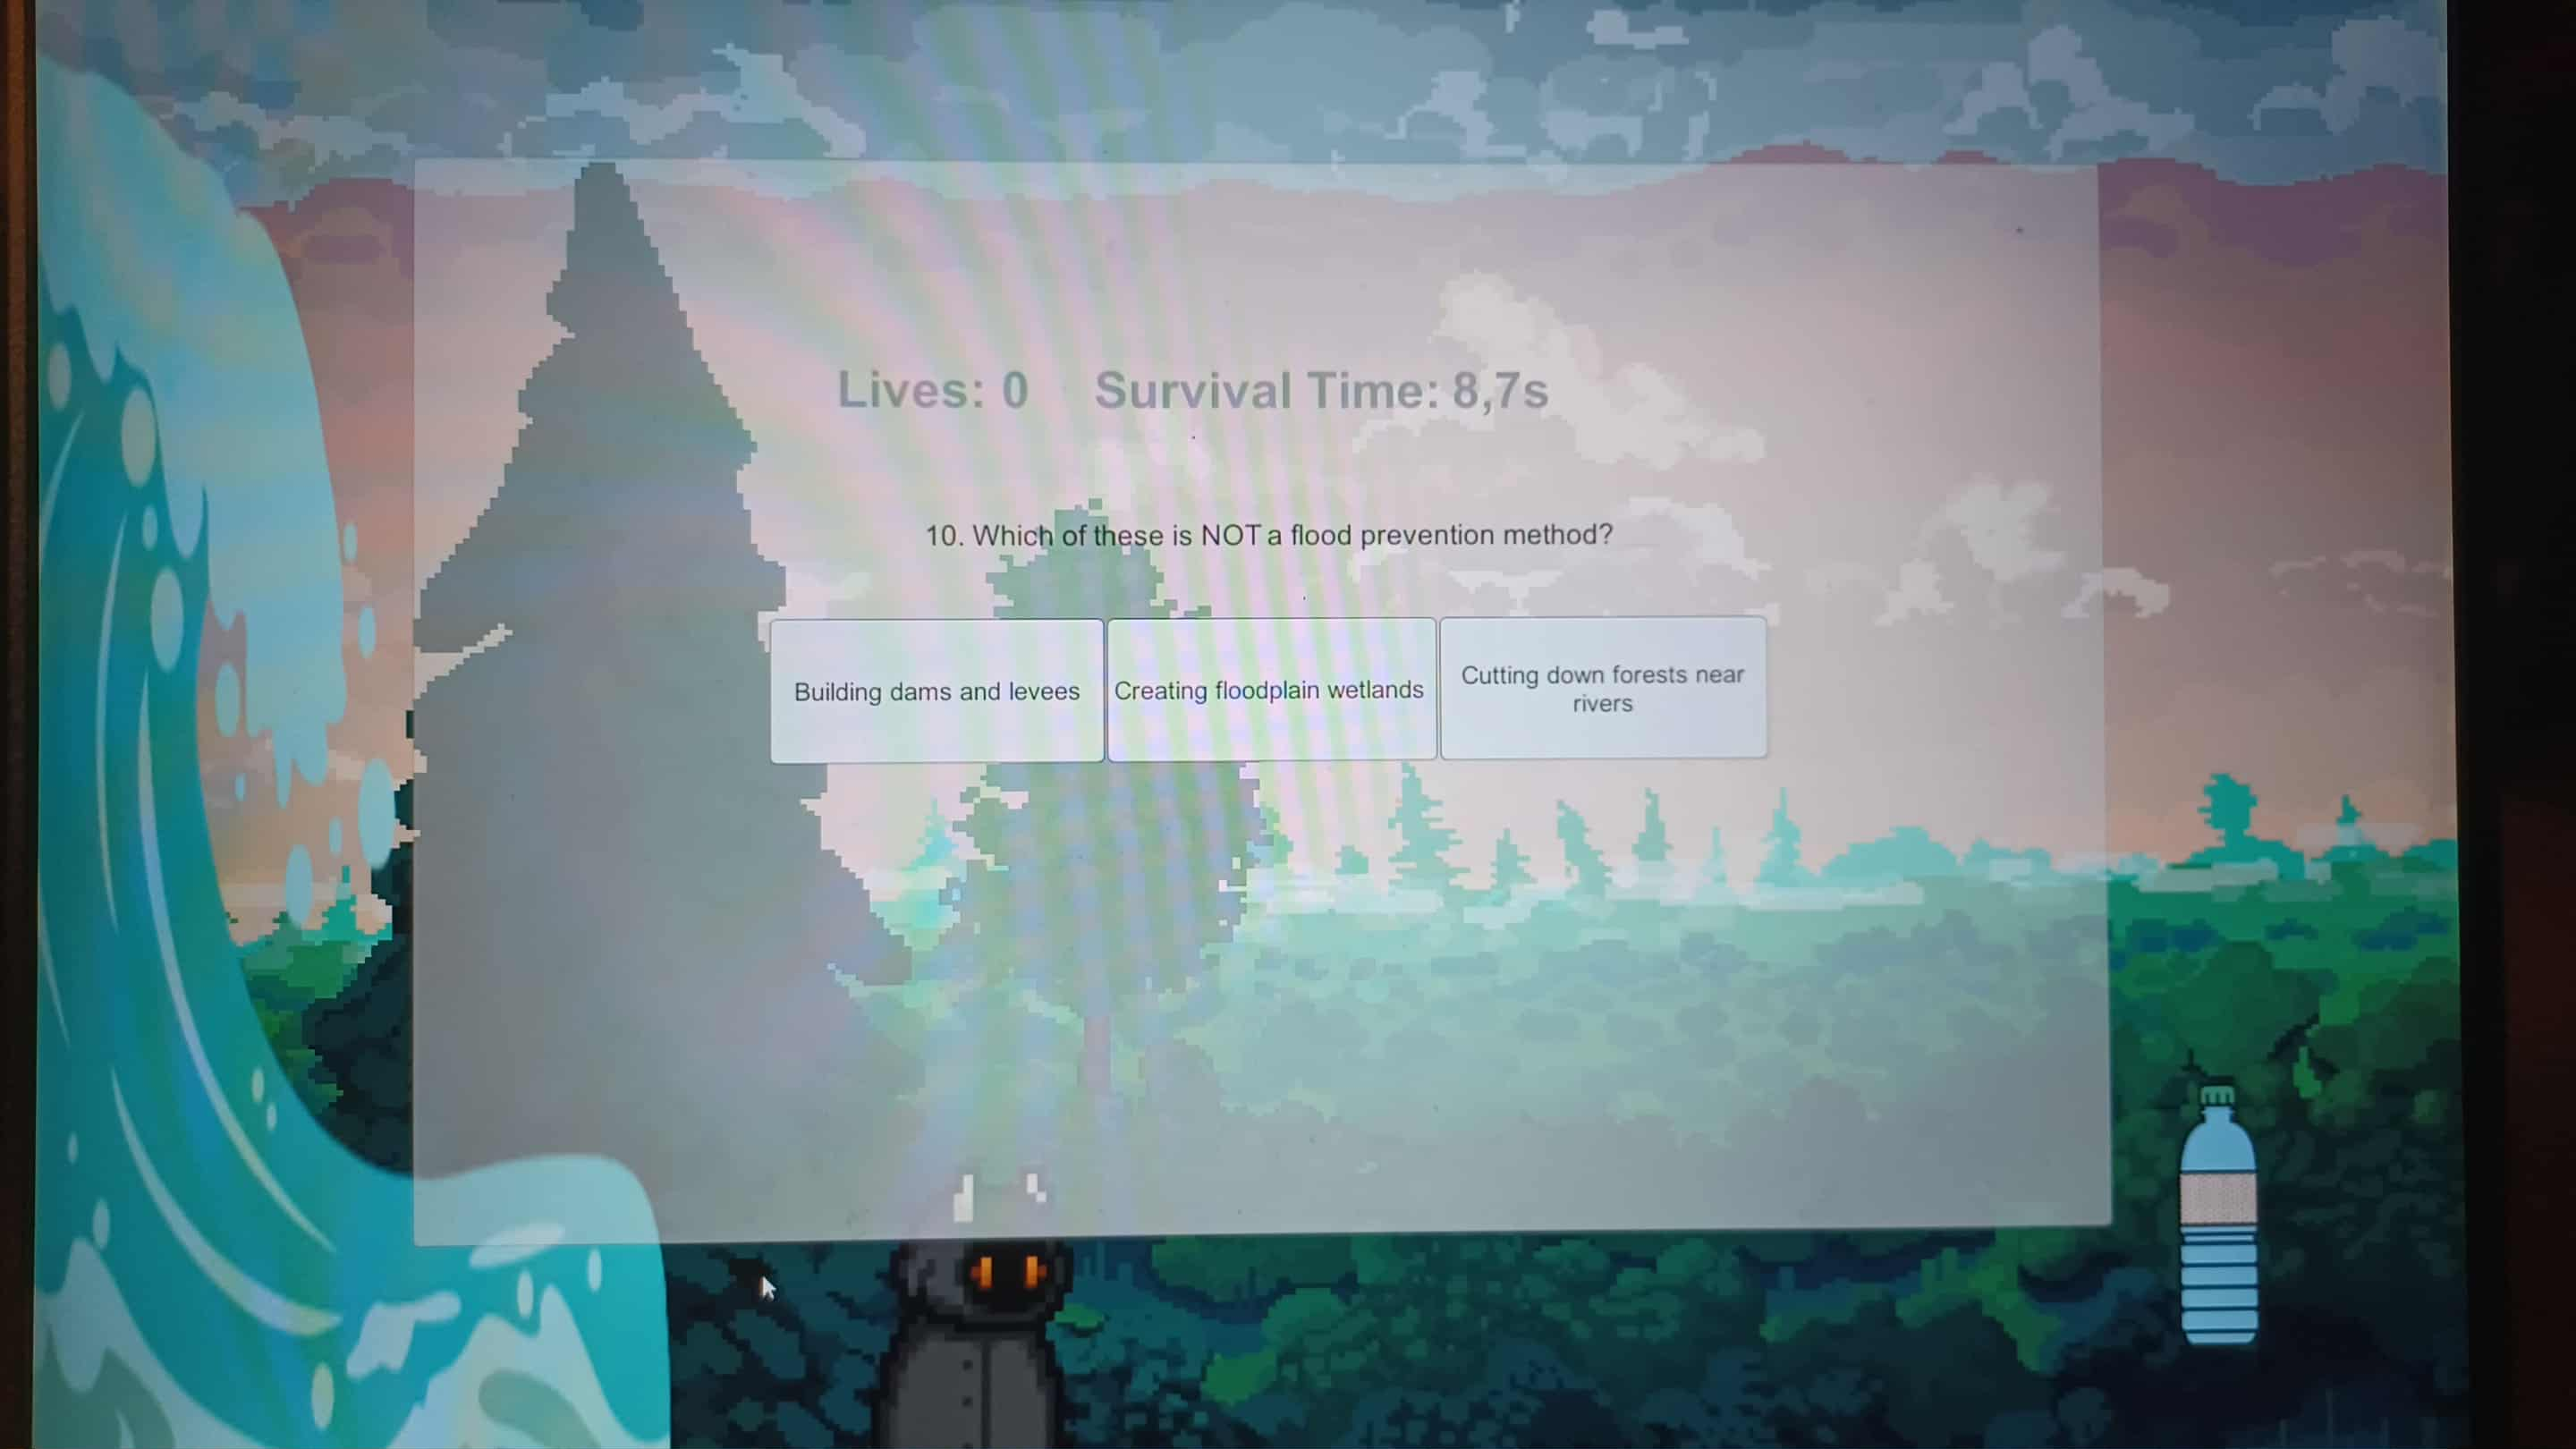 Lives: 0 Survival Time: 8,7s
10. Which of these is NOT a flood prevention method?
Building dams and levees
Creating floodplain wetlands
Cutting down forests near
rivers